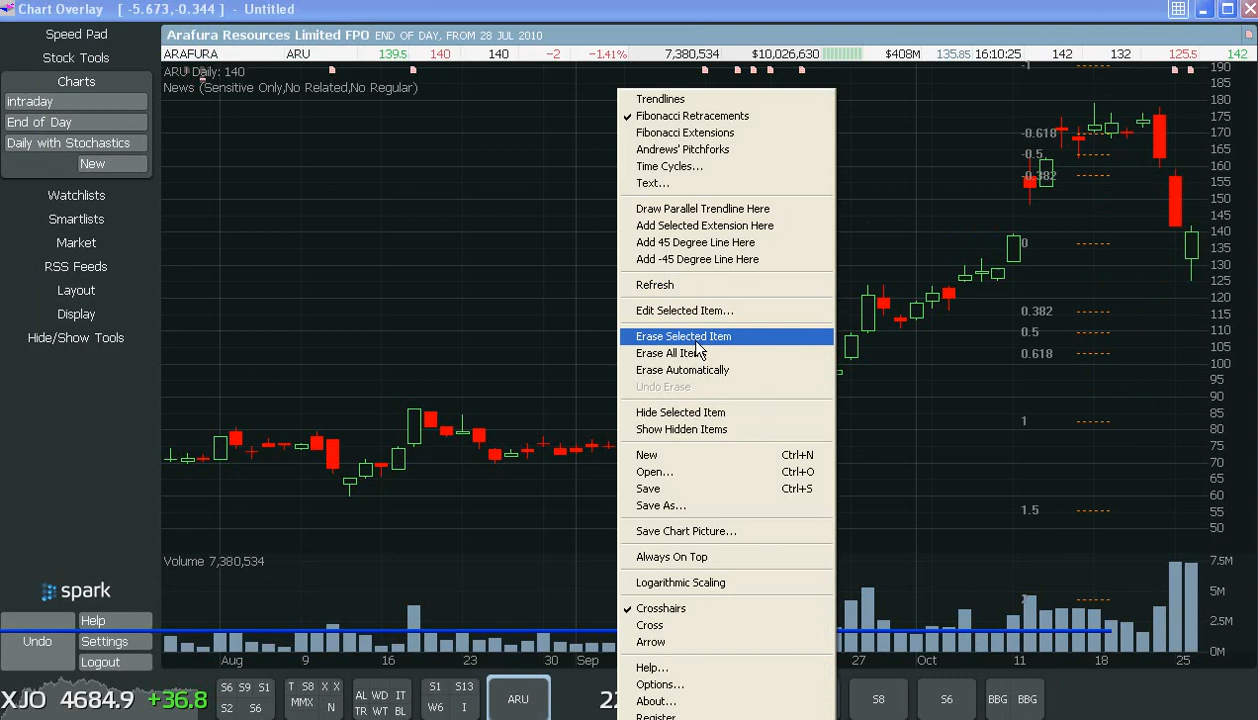 Chart Overlay [ -5.673,-0.344 ] - Untitled
Speed Pad
Stock Tools
Charts
intraday
End of Day
Daily with Stochastics
New
Watchlists
Smartlists
Market
RSS Feeds
Layout
Display
Hide/Show Tools
spark
Help
Undo
Settings
Logout
Arafura Resources Limited FPO END OF DAY, FROM 28 JUL 2010
ARAFURA ARU 139.5 140 140 -2 -1.41% 7,380,534 $10,026,630 $408M 135.85 16:10:25 142 132 125.5 142
ARU Daily: 140
News (Sensitive Only,No Related,No Regular)
Trendlines
Fibonacci Retracements
Fibonacci Extensions
Andrews' Pitchforks
Time Cycles...
Text...
Draw Parallel Trendline Here
Add Selected Extension Here
Add 45 Degree Line Here
Add -45 Degree Line Here
Refresh
Edit Selected Item...
Erase Selected Item
Erase All Items
Erase Automatically
Undo Erase
Hide Selected Item
Show Hidden Items
New Ctrl+N
Open... Ctrl+O
Save Ctrl+S
Save As...
Save Chart Picture...
Always On Top
Logarithmic Scaling
Crosshairs
Cross
Arrow
Help...
Options...
About...
Register
-1
-0.618
-0.5
-0.382
0
0.382
0.5
0.618
1
1.5
2
190
185
180
175
170
165
160
155
150
145
140
135
130
125
120
115
110
105
100
95
90
85
80
75
70
65
60
55
50
Volume 7,380,534
7.5M
5M
2.5M
0M
Aug 9 16 23 30 Sep 27 Oct 11 18 25
XJO 4684.9 +36.8
S6 S9 S1
S2 S6
T S8 X X
MMX N
AL WD IT
TR WT BL
S1 S13
W6 I
ARU
S8
S6
BBG BBG